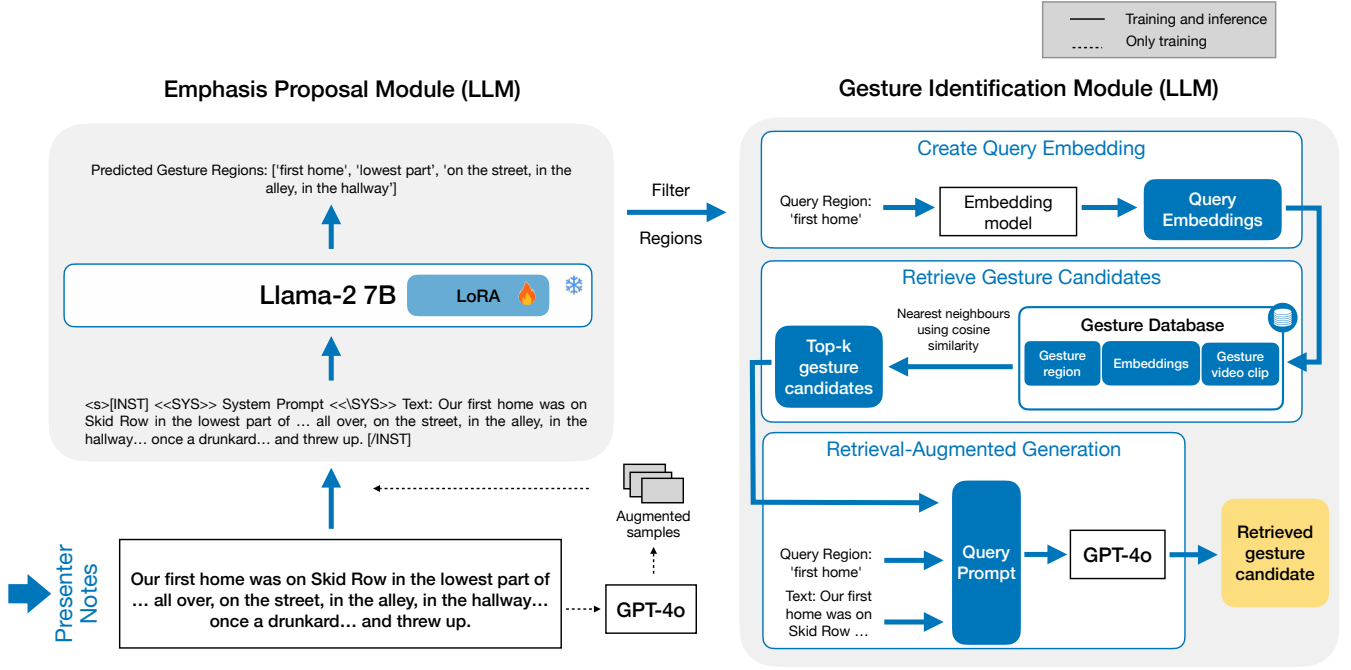 Training and inference
Only training
Emphasis Proposal Module (LLM)
Predicted Gesture Regions: ['first home', 'lowest part', 'on the street, in the
alley, in the hallway']
Llama-2 7B
LoRA
<s>[INST] <<SYS>> System Prompt <<\SYS>> Text: Our first home was on
Skid Row in the lowest part of … all over, on the street, in the alley, in the
hallway… once a drunkard… and threw up. [/INST]
Presenter
Notes
Our first home was on Skid Row in the lowest part of
… all over, on the street, in the alley, in the hallway…
once a drunkard… and threw up.
GPT-4o
Augmented
samples
Filter
Regions
Gesture Identification Module (LLM)
Create Query Embedding
Query Region:
'first home'
Embedding
model
Query
Embeddings
Retrieve Gesture Candidates
Top-k
gesture
candidates
Nearest neighbours
using cosine
similarity
Gesture Database
Gesture
region
Embeddings
Gesture
video clip
Retrieval-Augmented Generation
Query Region:
'first home'
Text: Our first
home was on
Skid Row …
Query
Prompt
GPT-4o
Retrieved
gesture
candidate